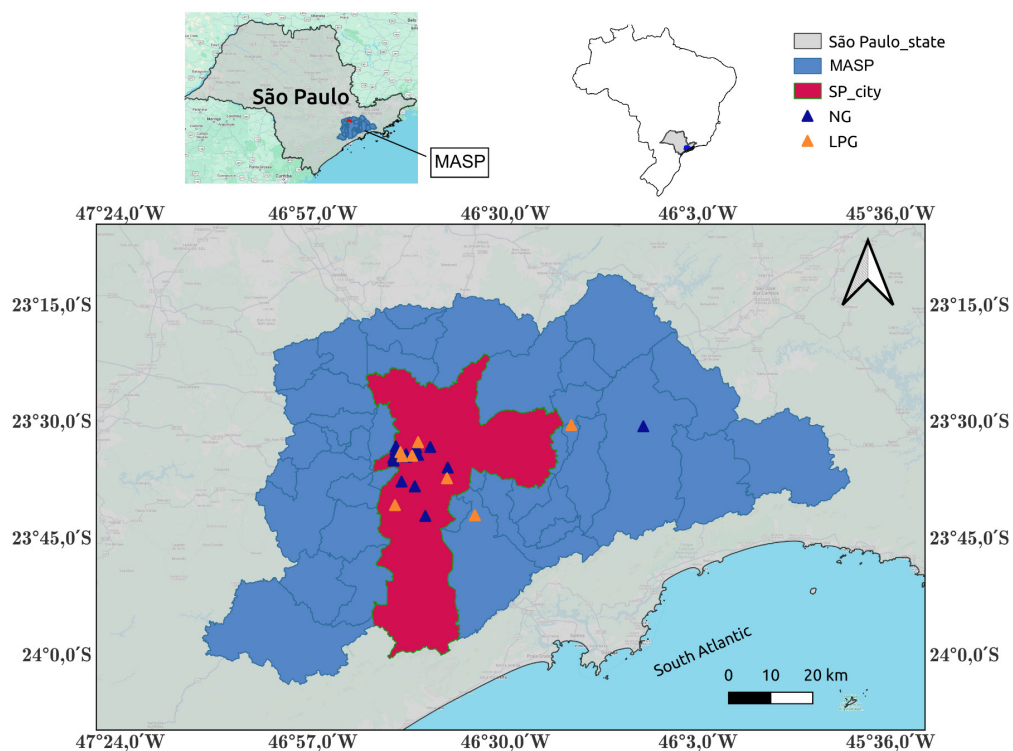 São Paulo
MASP
São Paulo_state
MASP
SP_city
NG
LPG
47°24,0´W 46°57,0´W 46°30,0´W 46°3,0´W 45°36,0´W
23°15,0´S 23°15,0´S
23°30,0´S 23°30,0´S
23°45,0´S 23°45,0´S
24°0,0´S 24°0,0´S
South Atlantic
0 10 20 km
47°24,0´W 46°57,0´W 46°30,0´W 46°3,0´W 45°36,0´W